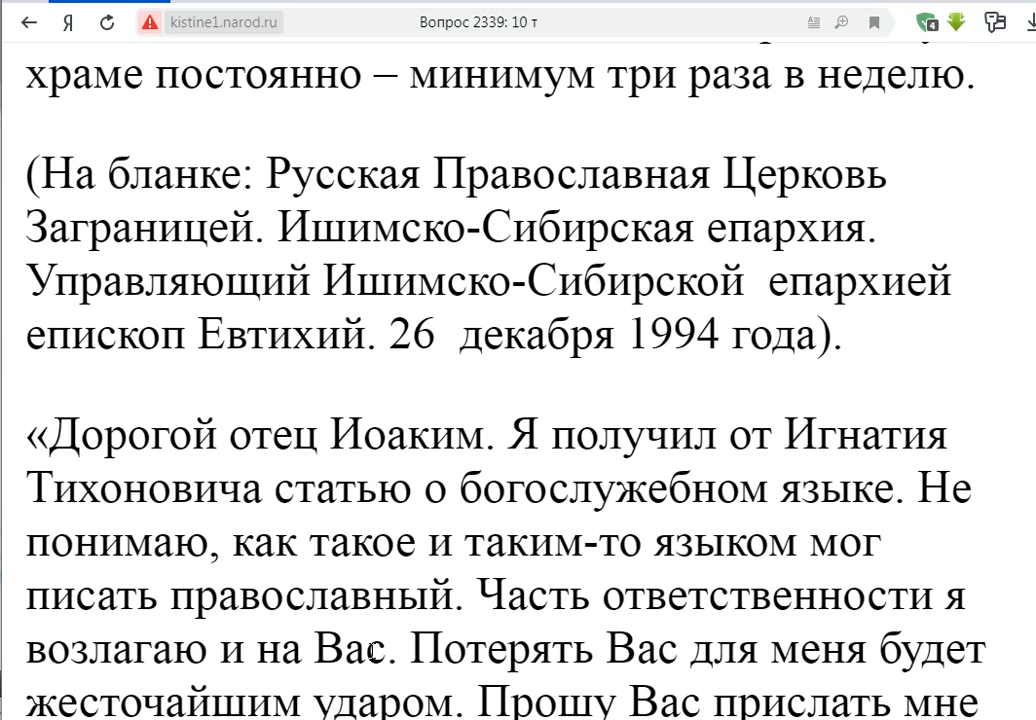 Я kistine1.narod.ru Вопрос 2339: 10 т 4
храме постоянно – минимум три раза в неделю.
(На бланке: Русская Православная Церковь
Заграницей. Ишимско-Сибирская епархия.
Управляющий Ишимско-Сибирской епархией
епископ Евтихий. 26 декабря 1994 года).
«Дорогой отец Иоаким. Я получил от Игнатия
Тихоновича статью о богослужебном языке. Не
понимаю, как такое и таким-то языком мог
писать православный. Часть ответственности я
возлагаю и на Вас. Потерять Вас для меня будет
жесточайшим ударом. Прошу Вас прислать мне